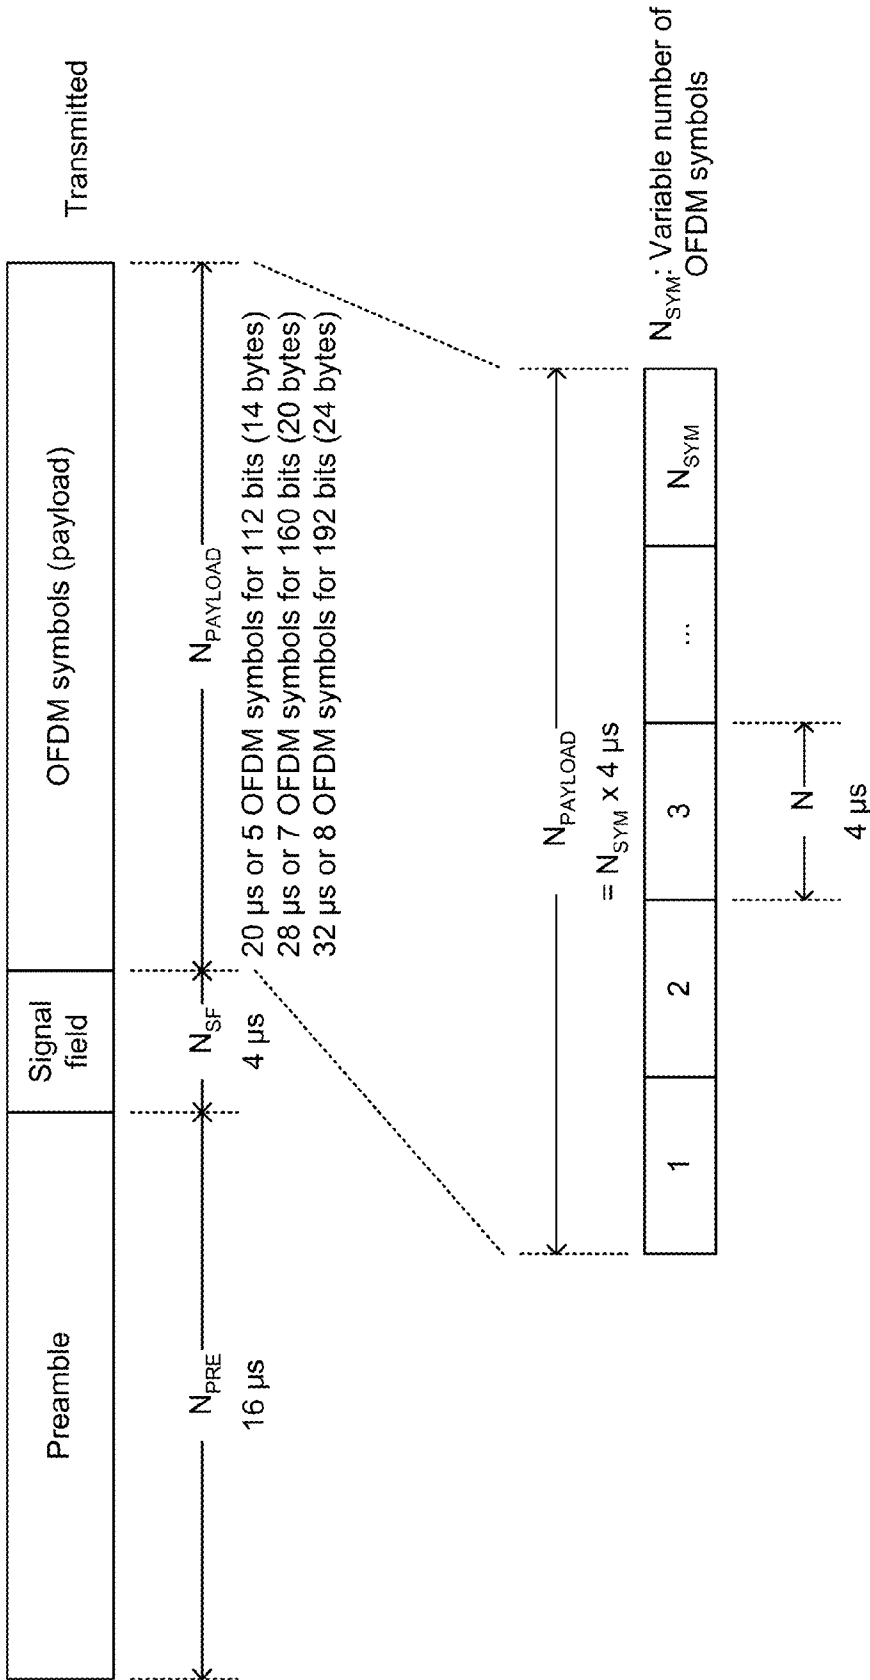 Transmitted
Preamble
Signal
field
OFDM symbols (payload)
N_PRE
16 µs
N_SF
4 µs
N_PAYLOAD
20 µs or 5 OFDM symbols for 112 bits (14 bytes)
28 µs or 7 OFDM symbols for 160 bits (20 bytes)
32 µs or 8 OFDM symbols for 192 bits (24 bytes)
N_PAYLOAD
= N_SYM x 4 µs
1
2
3
...
N_SYM
N_SYM: Variable number of
OFDM symbols
N
4 µs